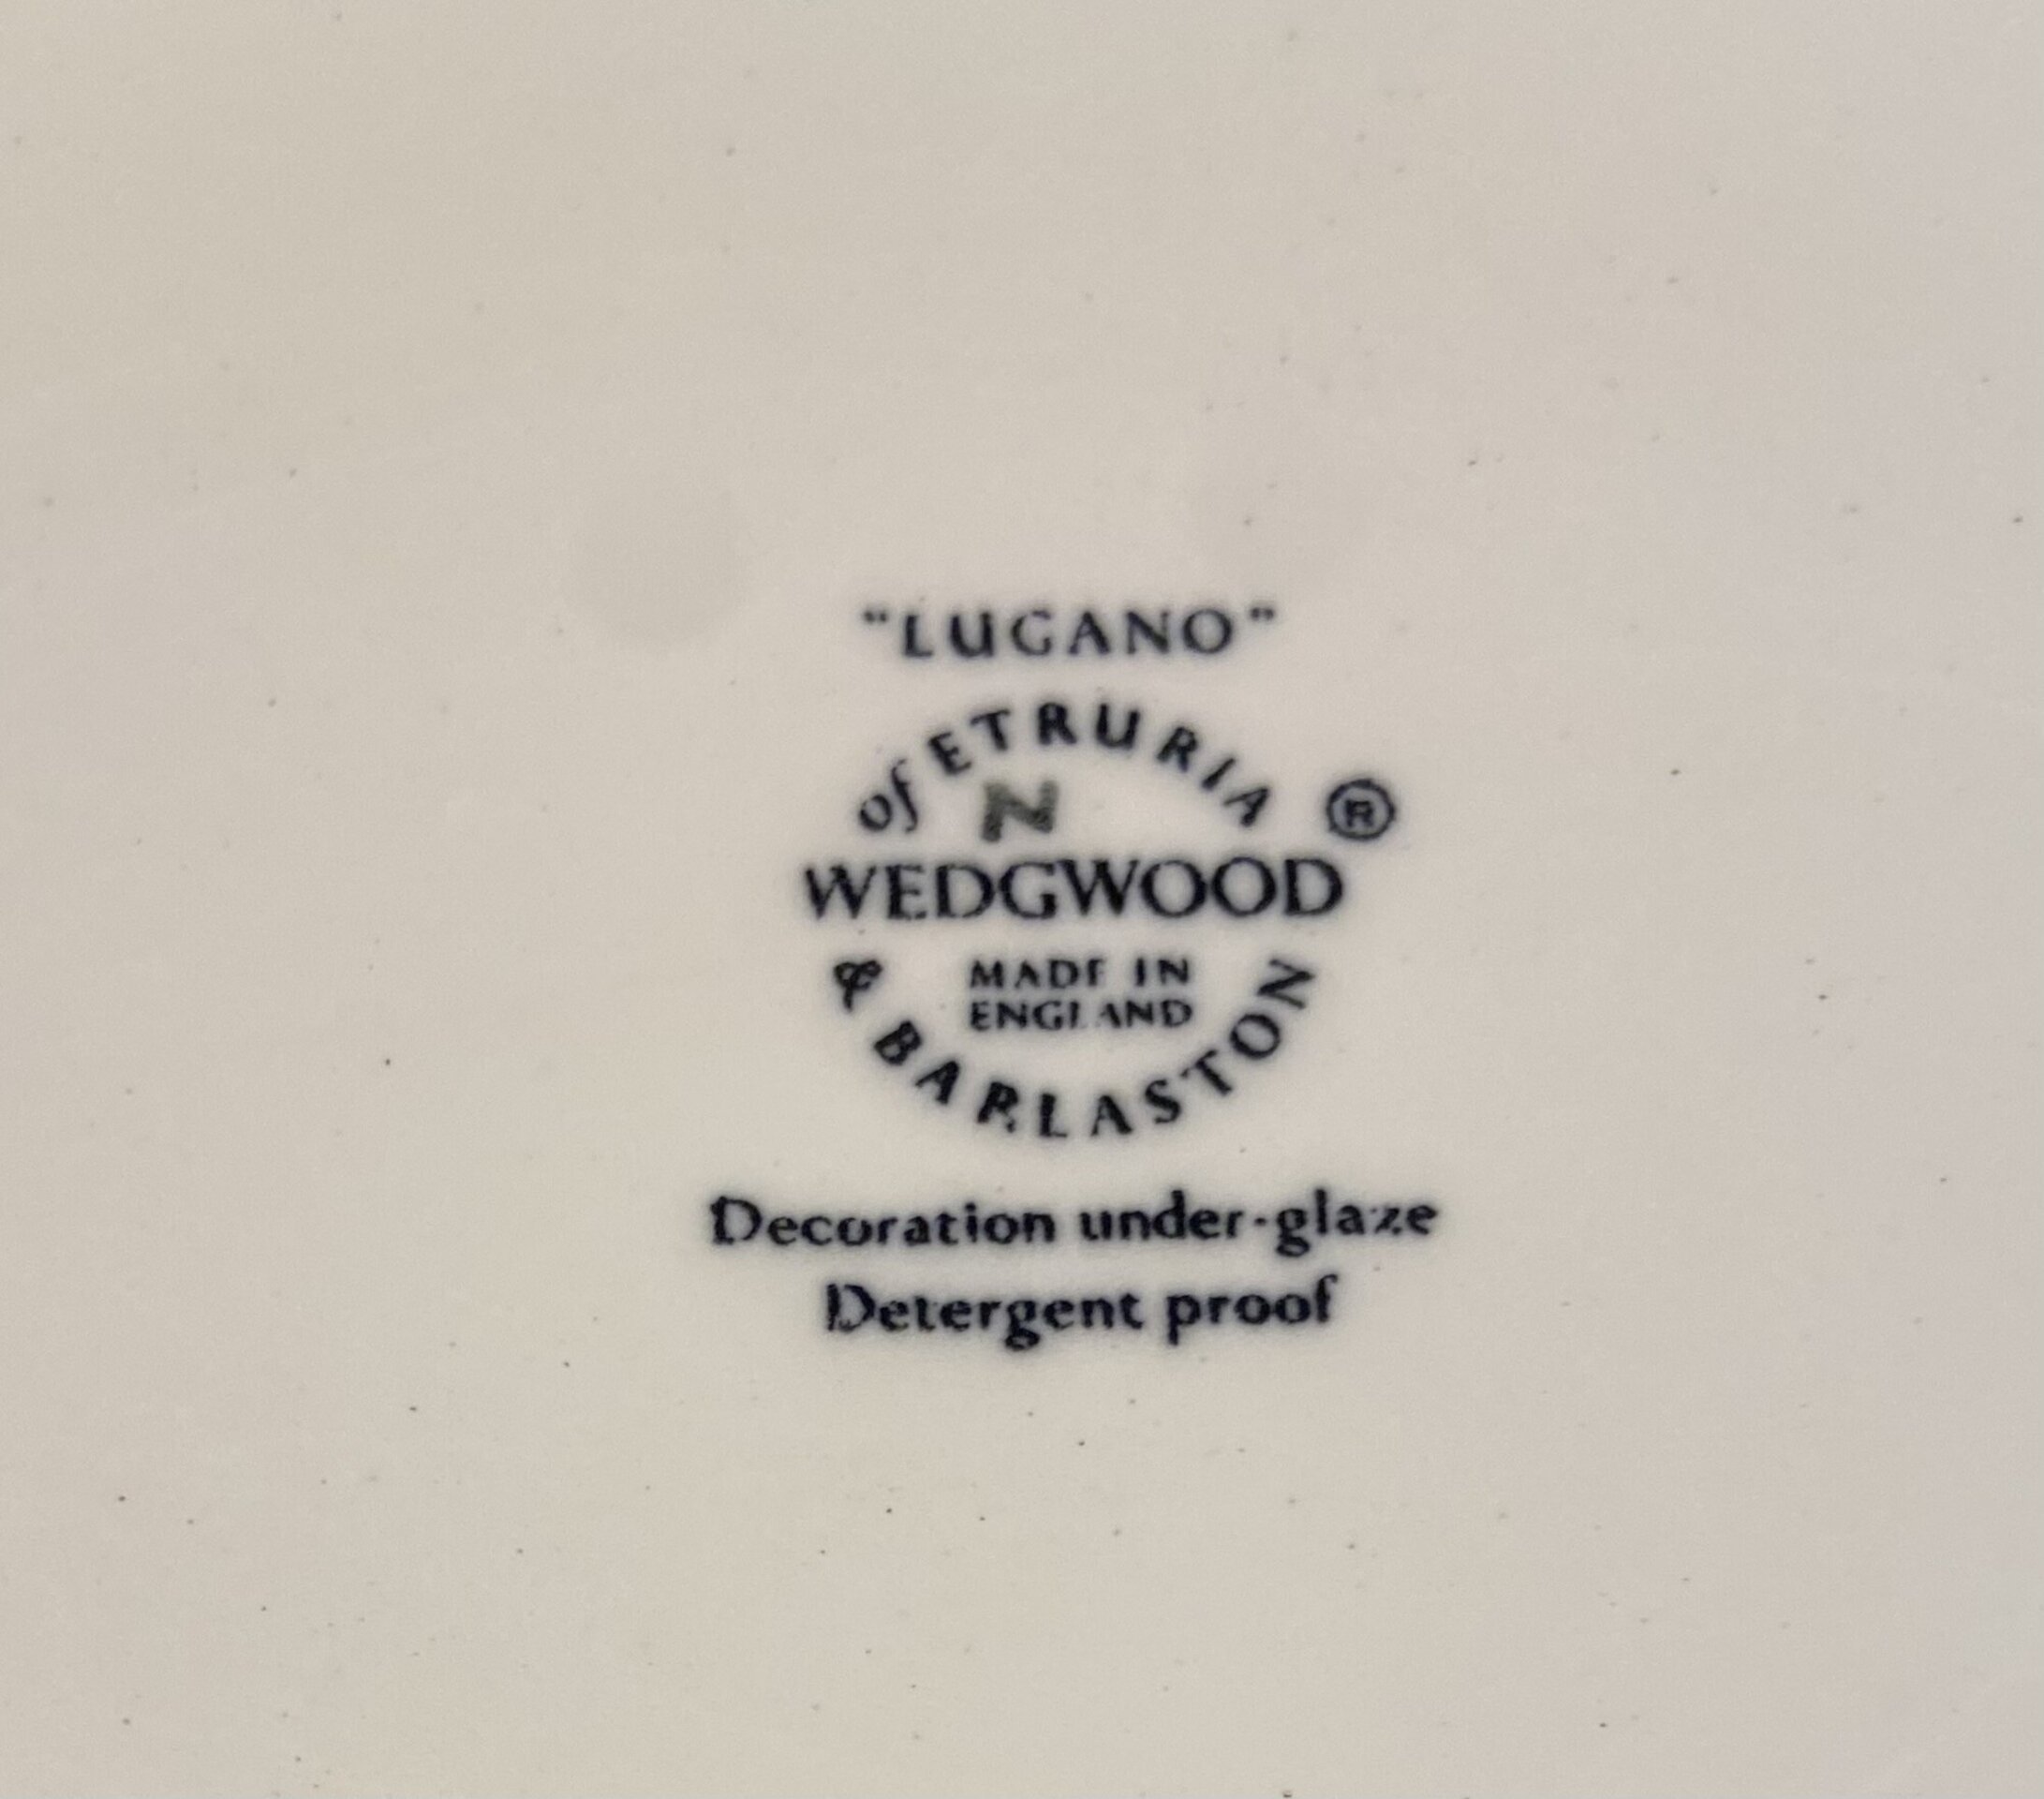 "LUGANO"
of ETRURIA
N
®
WEDGWOOD
MADE IN
ENGLAND
& BARLASTON
Decoration under-glaze
Detergent proof